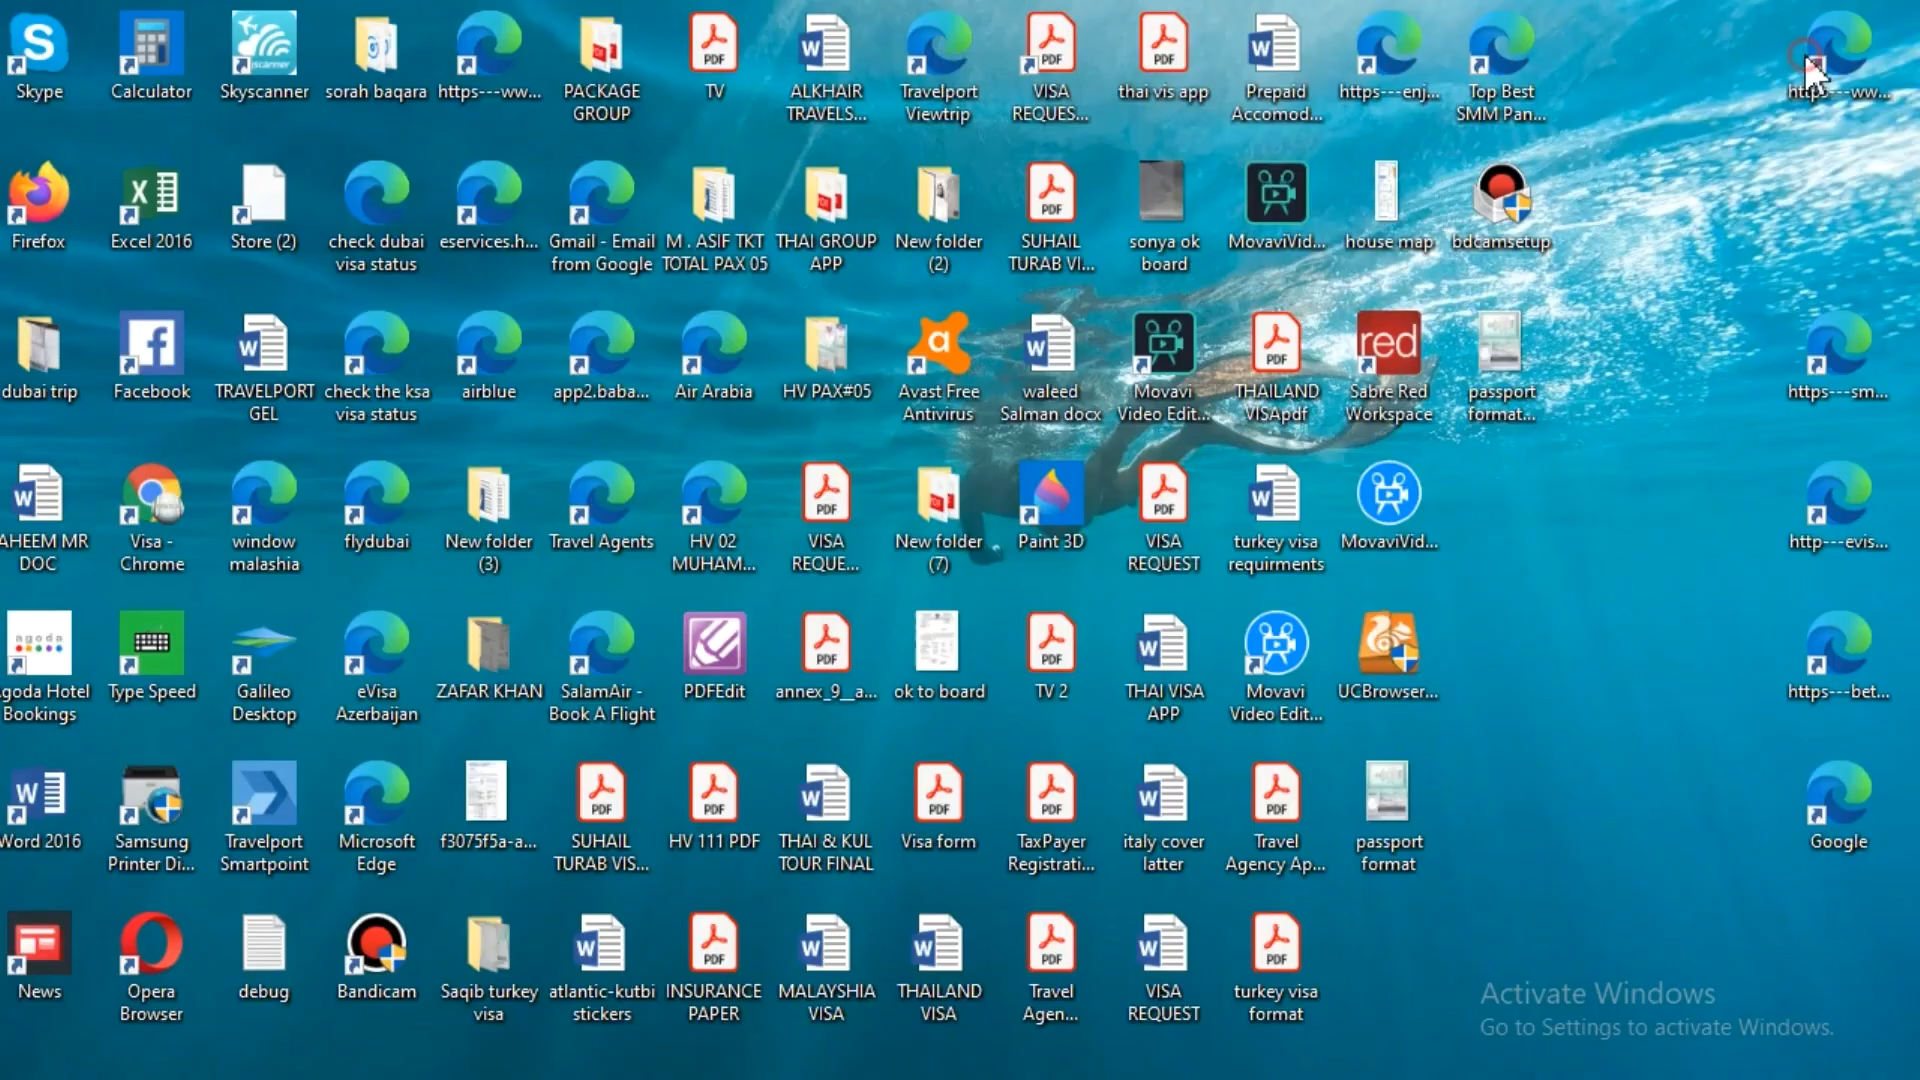 Skype
Calculator
Skyscanner
sorah baqara
https---ww...
PACKAGE
GROUP
TV
ALKHAIR
TRAVELS...
Travelport
Viewtrip
VISA
REQUES...
thai vis app
Prepaid
Accomod...
https---enj...
Top Best
SMM Pan...
https---ww...
Firefox
Excel 2016
Store (2)
check dubai
visa status
eservices.h...
Gmail - Email
from Google
M . ASIF TKT
TOTAL PAX 05
THAI GROUP
APP
New folder
(2)
SUHAIL
TURAB VI...
sonya ok
board
MovaviVid...
house map
bdcamsetup
dubai trip
Facebook
TRAVELPORT
GEL
check the ksa
visa status
airblue
app2.baba...
Air Arabia
HV PAX#05
Avast Free
Antivirus
waleed
Salman docx
Movavi
Video Edit...
THAILAND
VISApdf
red
Sabre Red
Workspace
passport
format...
https---sm...
AHEEM MR
DOC
Visa -
Chrome
window
malashia
flydubai
New folder
(3)
Travel Agents
HV 02
MUHAM...
VISA
REQUE...
New folder
(7)
Paint 3D
VISA
REQUEST
turkey visa
requirments
MovaviVid...
http---evis...
agoda
goda Hotel
Bookings
Type Speed
Galileo
Desktop
eVisa
Azerbaijan
ZAFAR KHAN
SalamAir -
Book A Flight
PDFEdit
annex_9__a...
ok to board
TV 2
THAI VISA
APP
Movavi
Video Edit...
UCBrowser...
https---bet...
Word 2016
Samsung
Printer Di...
Travelport
Smartpoint
Microsoft
Edge
f3075f5a-a...
SUHAIL
TURAB VIS...
HV 111 PDF
THAI & KUL
TOUR FINAL
Visa form
TaxPayer
Registrati...
italy cover
latter
Travel
Agency Ap...
passport
format
Google
News
Opera
Browser
debug
Bandicam
Saqib turkey
visa
atlantic-kutbi
stickers
INSURANCE
PAPER
MALAYSHIA
VISA
THAILAND
VISA
Travel
Agen...
VISA
REQUEST
turkey visa
format
Activate Windows
Go to Settings to activate Windows.